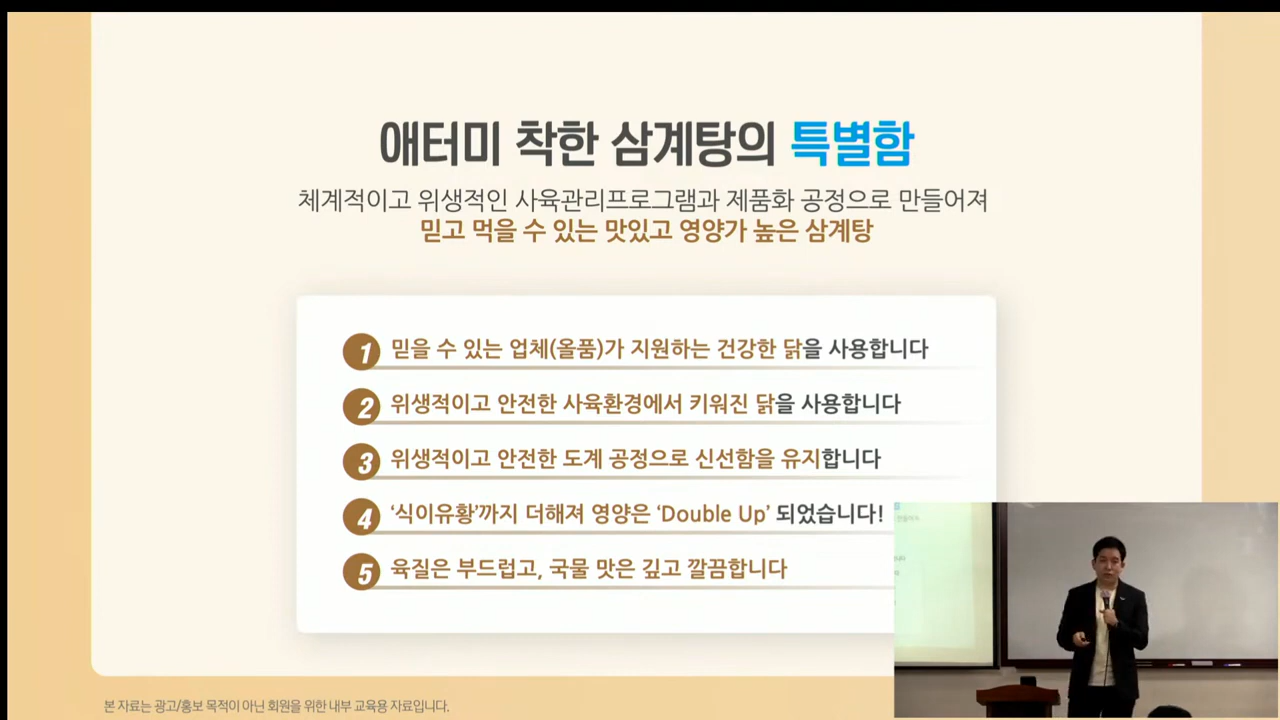 애터미 착한 삼계탕의 특별함
체계적이고 위생적인 사육관리프로그램과 제품화 공정으로 만들어져
믿고 먹을 수 있는 맛있고 영양가 높은 삼계탕
1 믿을 수 있는 업체(올품)가 지원하는 건강한 닭을 사용합니다
2 위생적이고 안전한 사육환경에서 키워진 닭을 사용합니다
3 위생적이고 안전한 도계 공정으로 신선함을 유지합니다
4 ‘식이유황’까지 더해져 영양은 ‘Double Up’ 되었습니다!
5 육질은 부드럽고, 국물 맛은 깊고 깔끔합니다
본 자료는 광고/홍보 목적이 아닌 회원을 위한 내부 교육용 자료입니다.